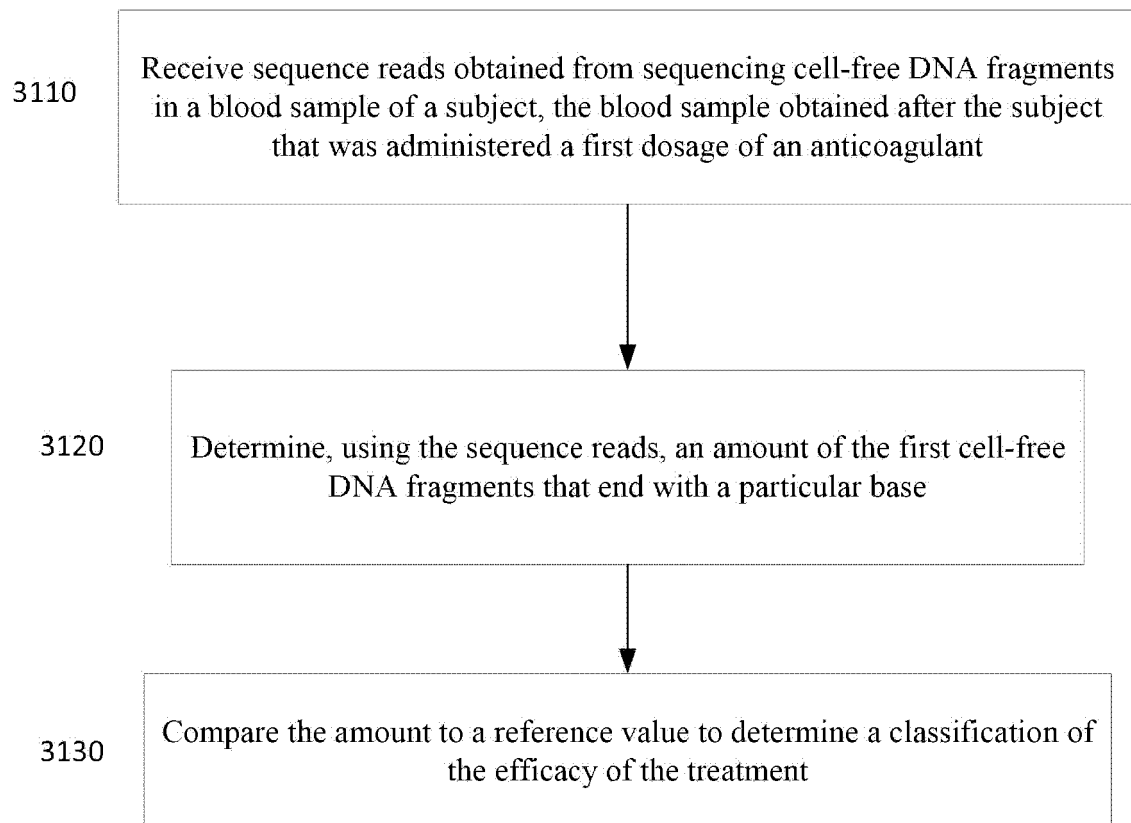 3110
Receive sequence reads obtained from sequencing cell-free DNA fragments
in a blood sample of a subject, the blood sample obtained after the subject
that was administered a first dosage of an anticoagulant
3120
Determine, using the sequence reads, an amount of the first cell-free
DNA fragments that end with a particular base
3130
Compare the amount to a reference value to determine a classification of
the efficacy of the treatment